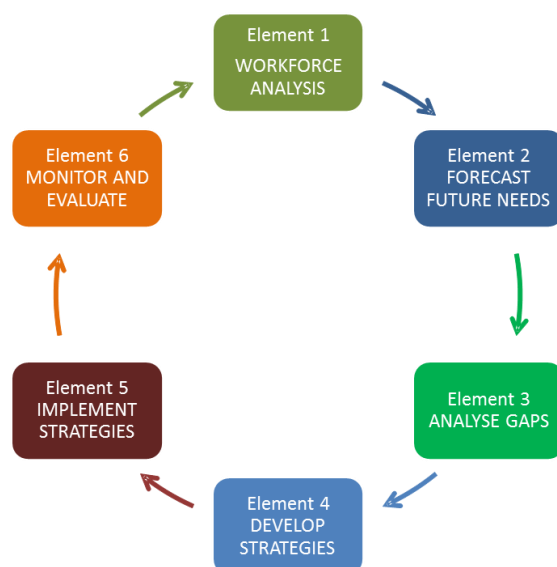 Element 1
WORKFORCE
ANALYSIS
Element 2
FORECAST
FUTURE NEEDS
Element 3
ANALYSE GAPS
Element 4
DEVELOP
STRATEGIES
Element 5
IMPLEMENT
STRATEGIES
Element 6
MONITOR AND
EVALUATE